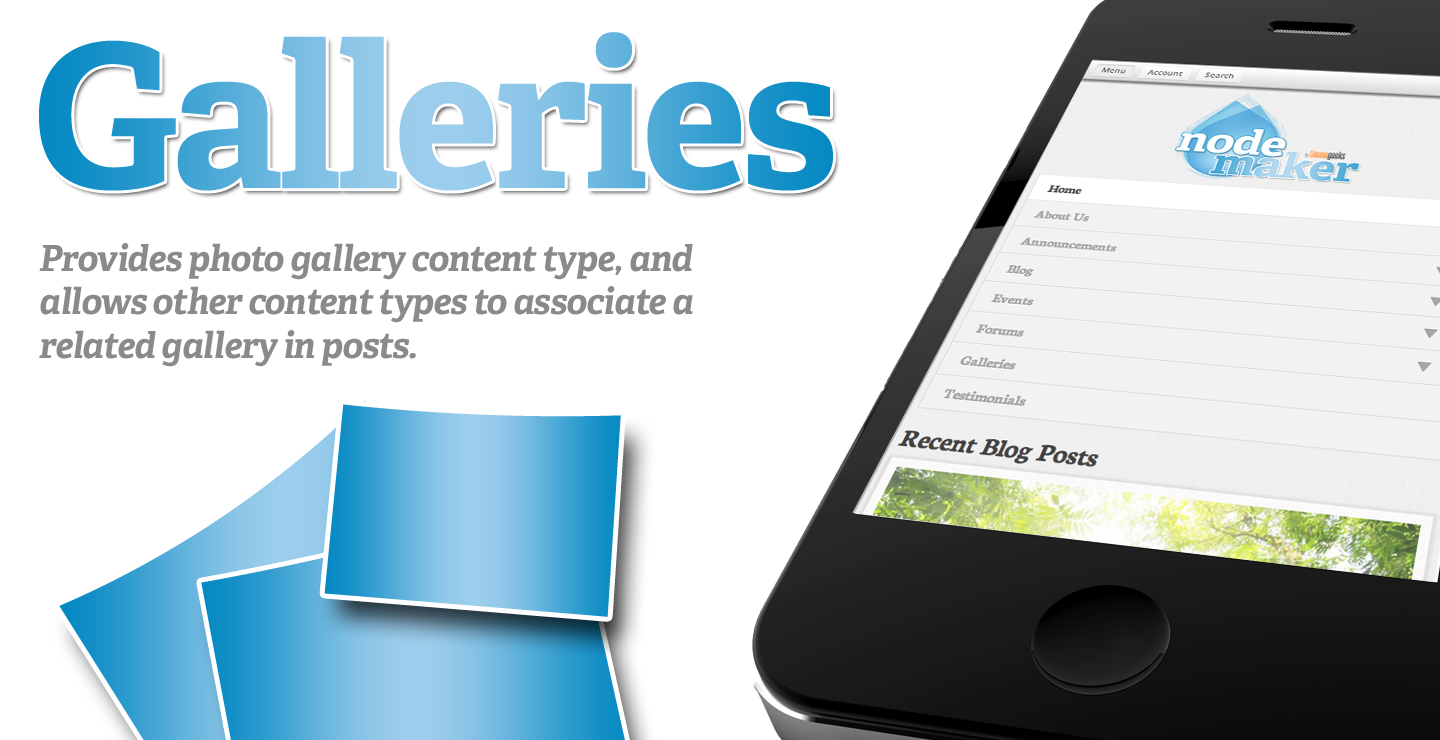 Galleries
Provides photo gallery content type, and
allows other content types to associate a
related gallery in posts.
Menu Account Search
node
by themegeeks
maker
Home
About Us
Announcements
Blog
Events
Forums
Galleries
Testimonials
Recent Blog Posts